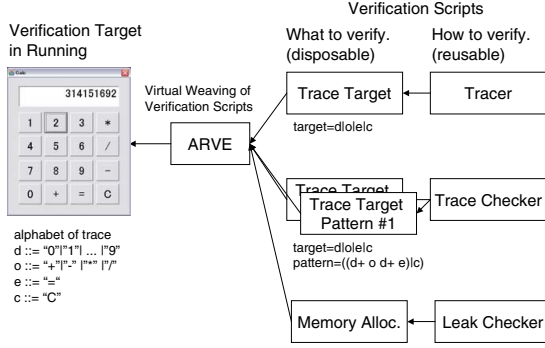 Verification Scripts
Verification Target
in Running
What to verify.
(disposable)
How to verify.
(reusable)
Calc
314151692
1 2 3 *
4 5 6 /
7 8 9 -
0 + = C
Virtual Weaving of
Verification Scripts
ARVE
Trace Target
Tracer
target=d|o|e|c
Trace Target
Trace Target
Pattern #1
Trace Checker
target=d|o|e|c
pattern=((d+ o d+ e)|c)
Memory Alloc.
Leak Checker
alphabet of trace
d ::= “0”|”1”| ... |”9”
o ::= “+”|”-” |”*” |”/”
e ::= “=“
c ::= “C”